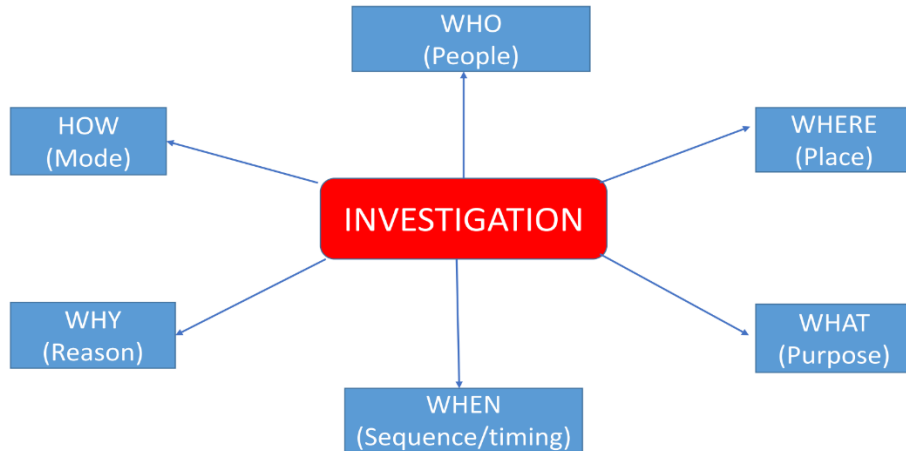 WHO
(People)
HOW
(Mode)
WHERE
(Place)
INVESTIGATION
WHY
(Reason)
WHAT
(Purpose)
WHEN
(Sequence/timing)